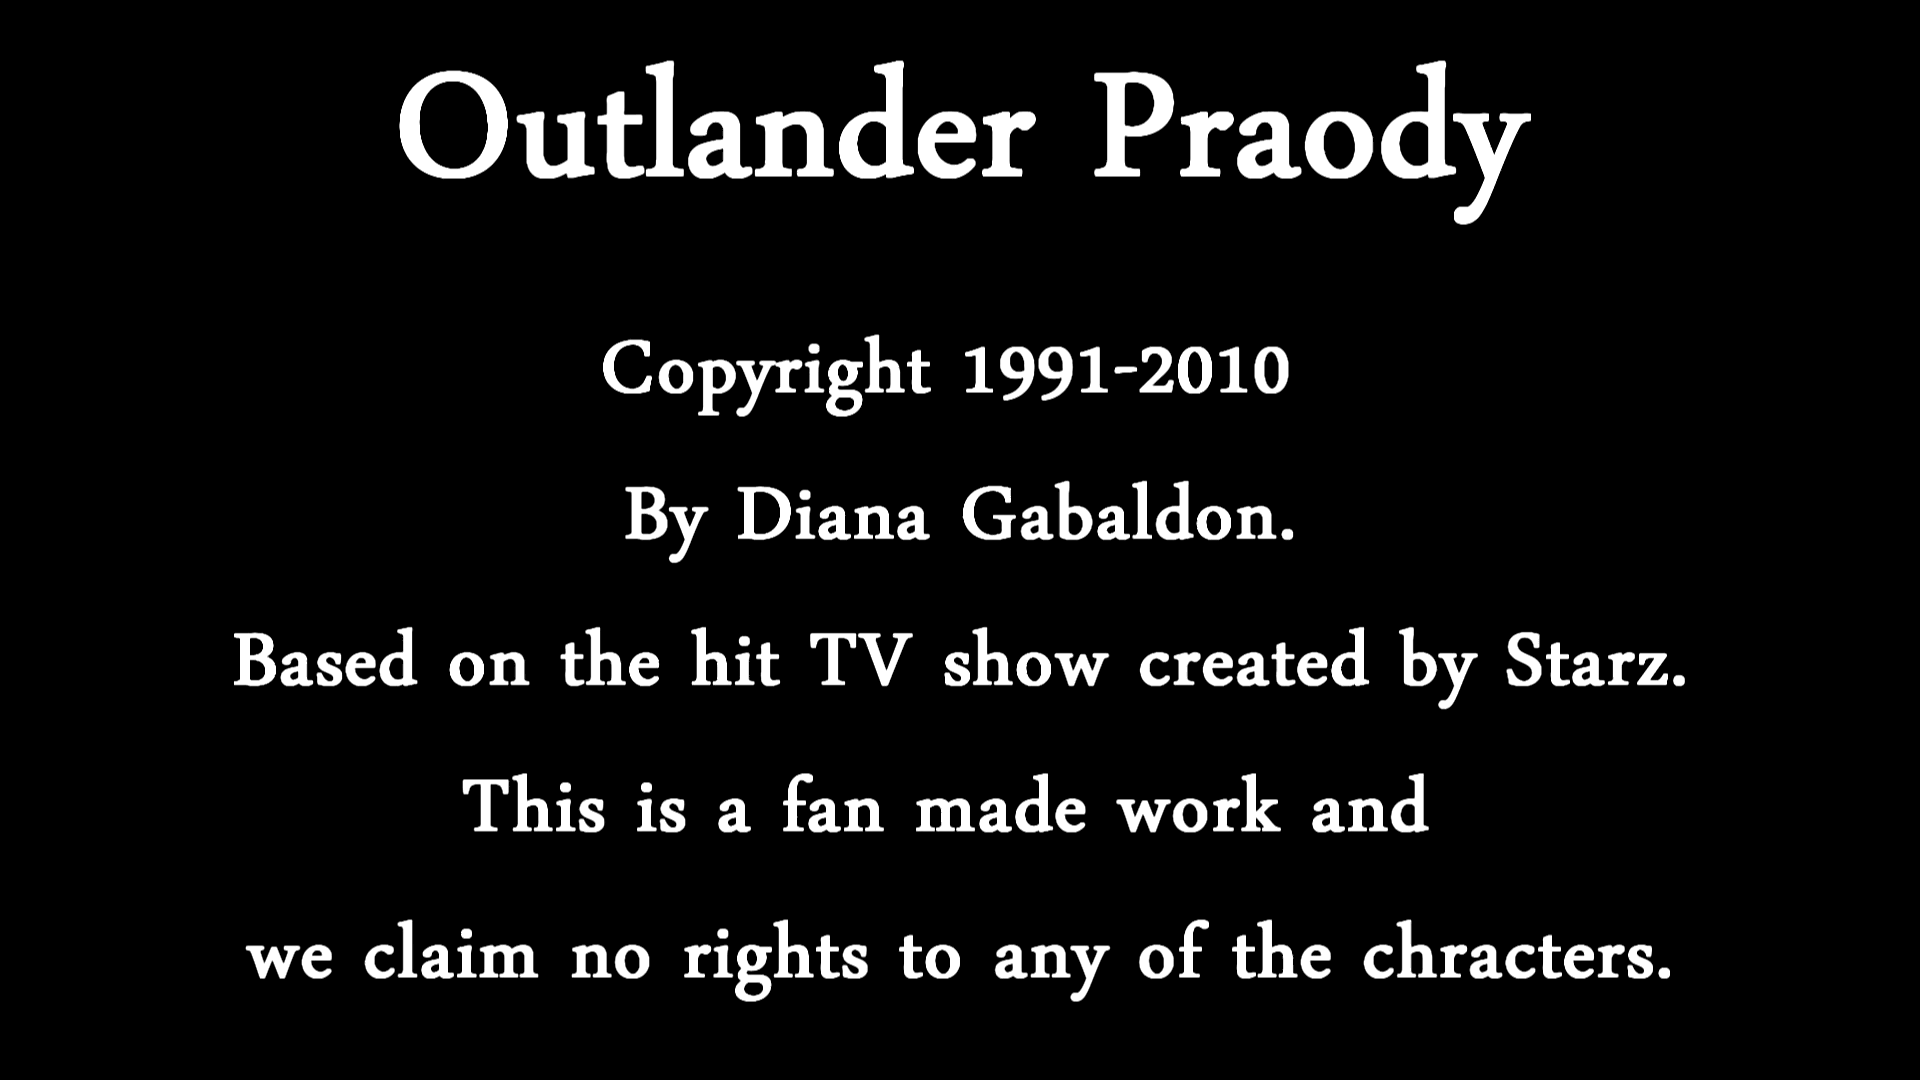 Outlander Praody
Copyright 1991-2010
By Diana Gabaldon.
Based on the hit TV show created by Starz.
This is a fan made work and
we claim no rights to any of the chracters.